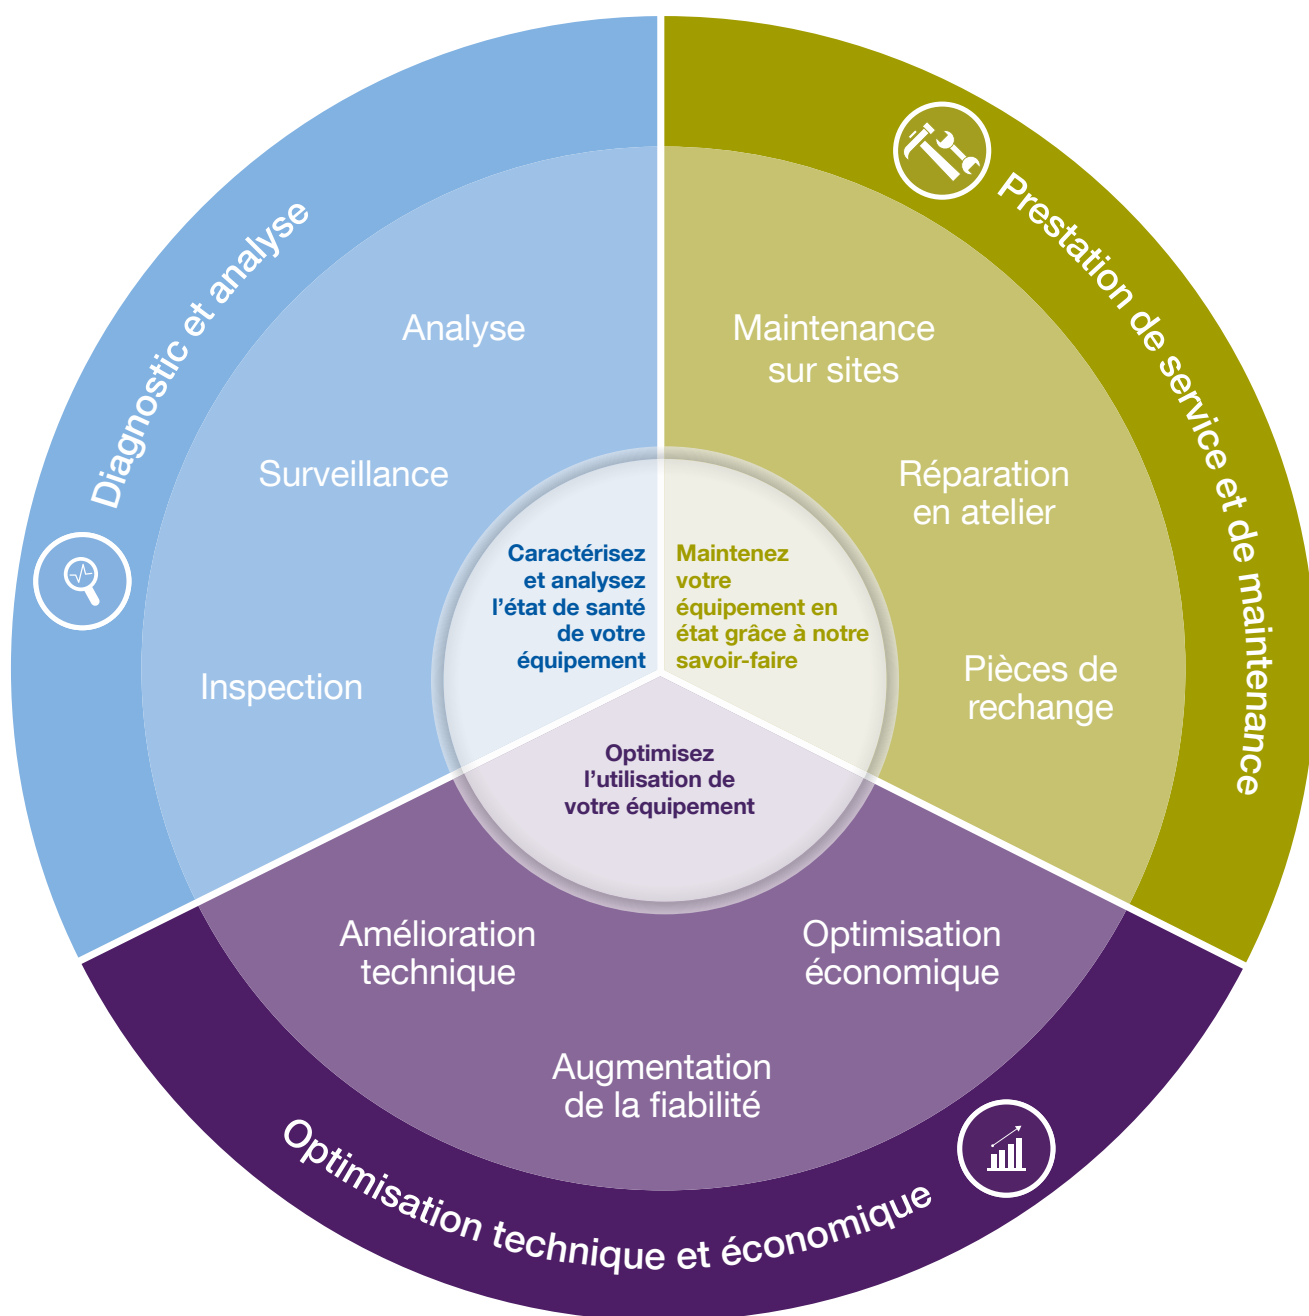 Diagnostic et analyse
Analyse
Surveillance
Inspection
Caractérisez
et analysez
l’état de santé
de votre
équipement
Prestation de service et de maintenance
Maintenance
sur sites
Réparation
en atelier
Pièces de
rechange
Maintenez
votre
équipement en
état grâce à notre
savoir-faire
Optimisez
l’utilisation de
votre équipement
Amélioration
technique
Optimisation
économique
Augmentation
de la fiabilité
Optimisation technique et économique